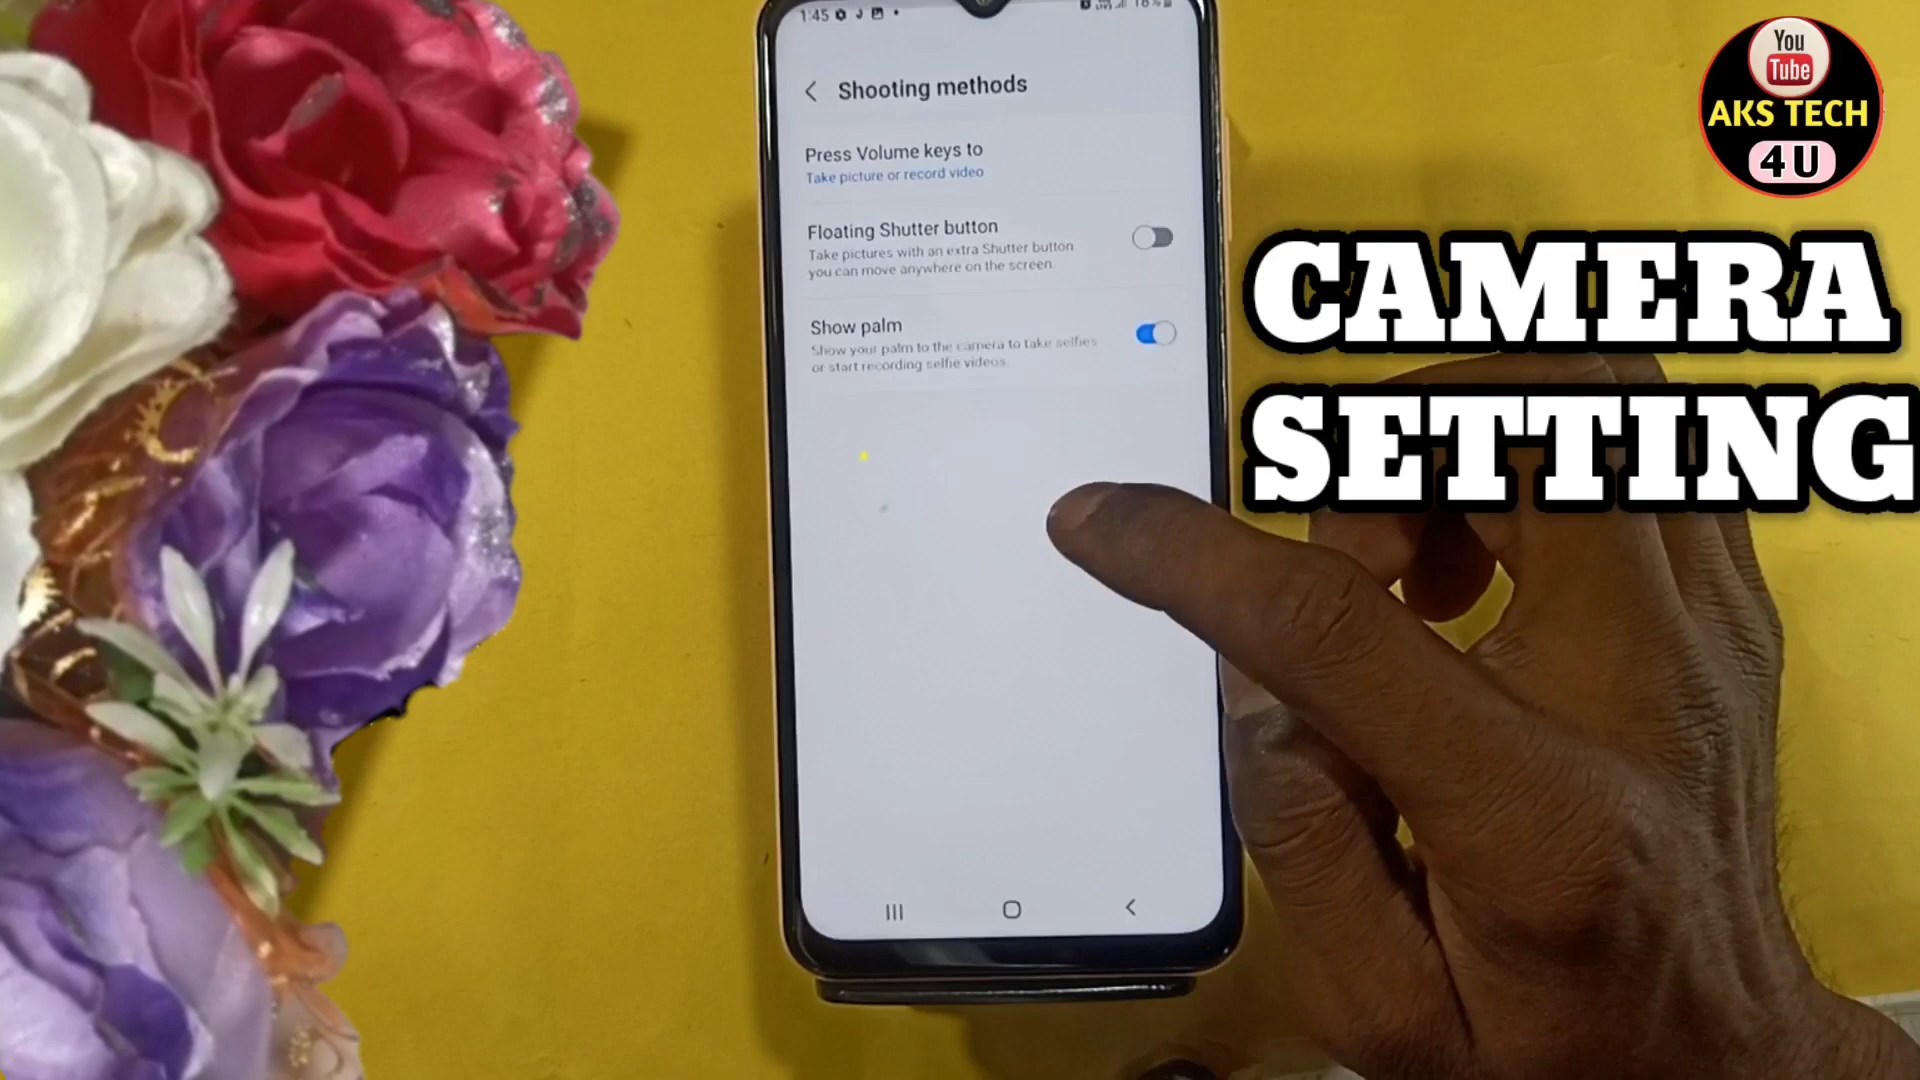 1:45
18%
Shooting methods
Press Volume keys to
Take picture or record video
Floating Shutter button
Take pictures with an extra Shutter button
you can move anywhere on the screen.
Show palm
Show your palm to the camera to take selfies
or start recording selfie videos.
You
Tube
AKS TECH
4 U
CAMERA
SETTING